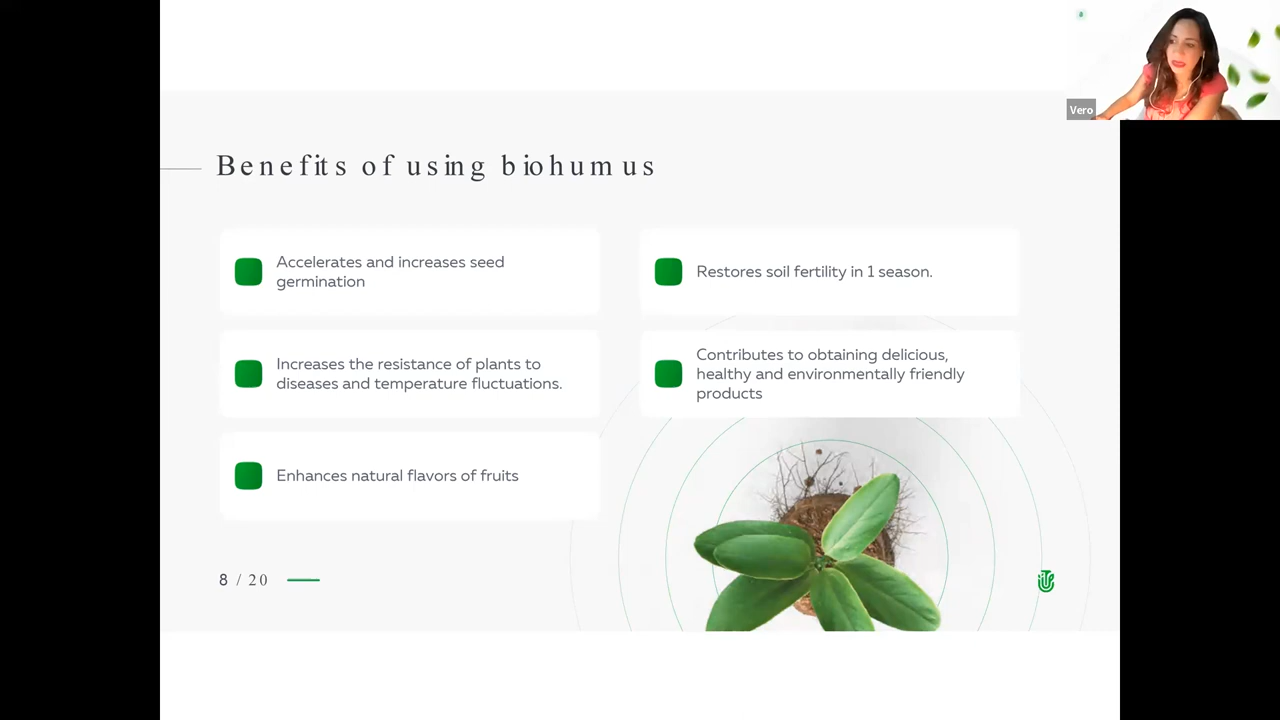 Vero
Benefits of using biohumus
Accelerates and increases seed
germination
Increases the resistance of plants to
diseases and temperature fluctuations.
Enhances natural flavors of fruits
Restores soil fertility in 1 season.
Contributes to obtaining delicious,
healthy and environmentally friendly
products
8 / 20